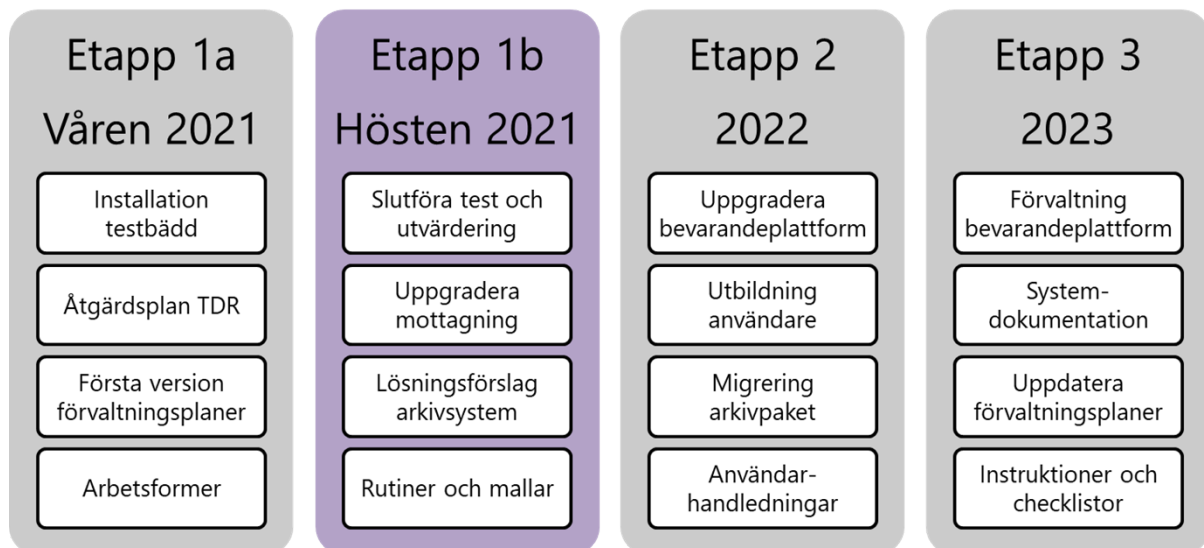 Etapp 1a
Våren 2021
Installation
testbädd
Åtgärdsplan TDR
Första version
förvaltningsplaner
Arbetsformer
Etapp 1b
Hösten 2021
Slutföra test och
utvärdering
Uppgradera
mottagning
Lösningsförslag
arkivsystem
Rutiner och mallar
Etapp 2
2022
Uppgradera
bevarandeplattform
Utbildning
användare
Migrering
arkivpaket
Användar-
handledningar
Etapp 3
2023
Förvaltning
bevarandeplattform
System-
dokumentation
Uppdatera
förvaltningsplaner
Instruktioner och
checklistor